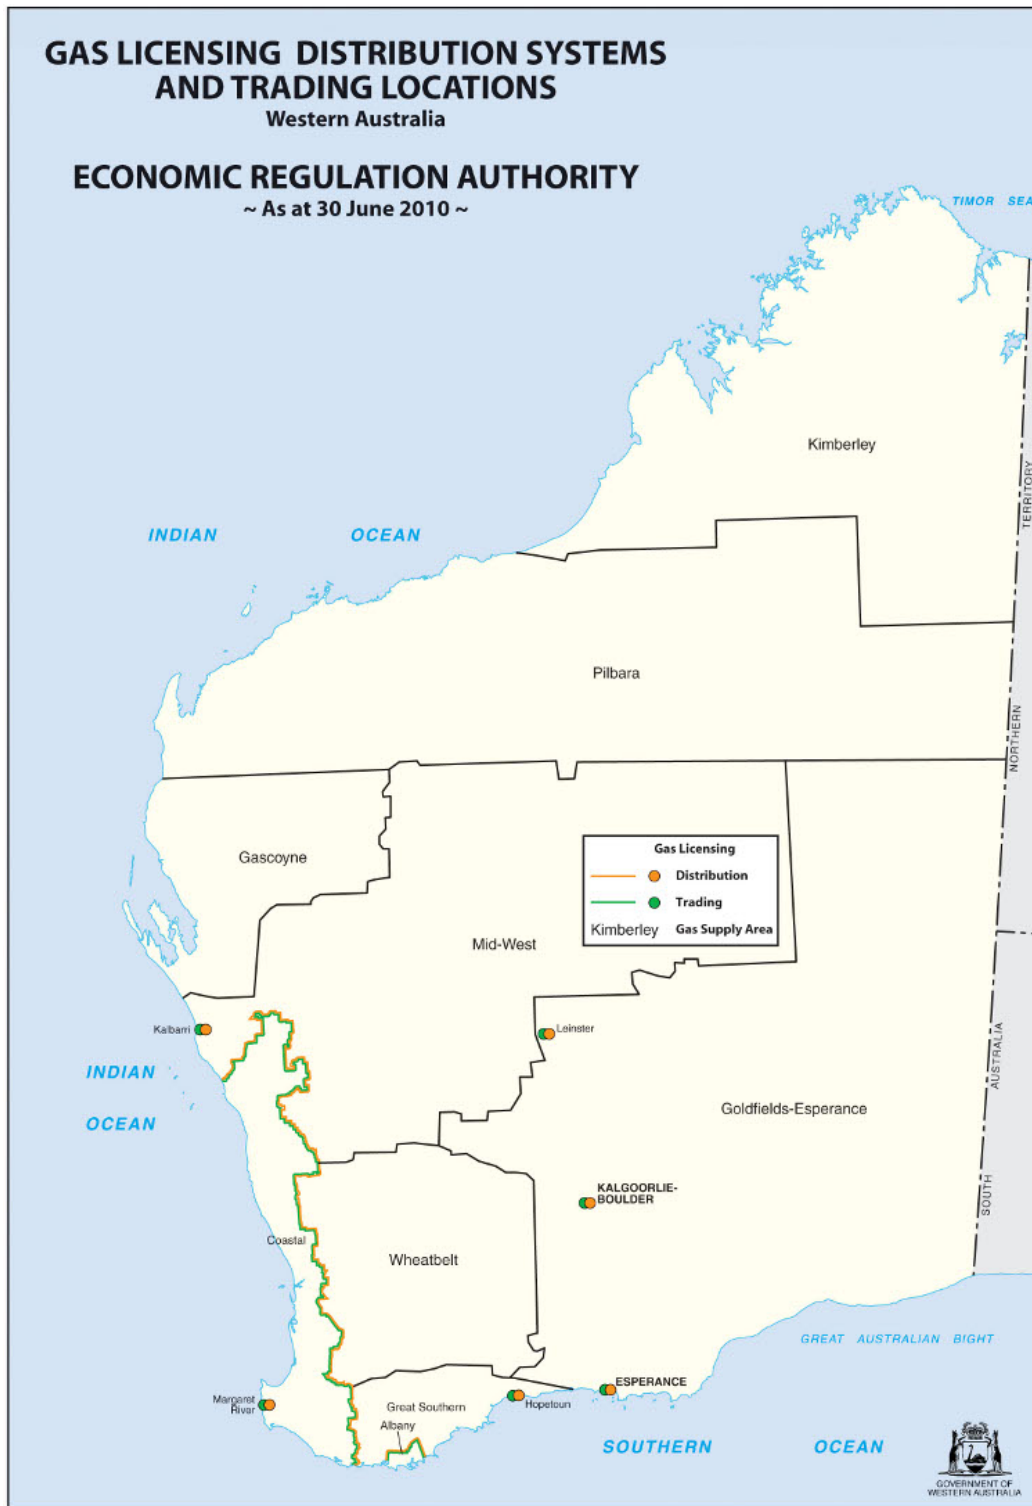 GAS LICENSING DISTRIBUTION SYSTEMS
AND TRADING LOCATIONS
Western Australia
ECONOMIC REGULATION AUTHORITY
~ As at 30 June 2010 ~
TIMOR SEA
Kimberley
TERRITORY
INDIAN OCEAN
Pilbara
NORTHERN
Gascoyne
Gas Licensing
Distribution
Trading
Kimberley Gas Supply Area
Mid-West
Kalbarri
Leinster
INDIAN
OCEAN
AUSTRALIA
Goldfields-Esperance
SOUTH
KALGOORLIE-
BOULDER
Coastal
Wheatbelt
GREAT AUSTRALIAN BIGHT
ESPERANCE
Margaret
River
Hopetoun
Great Southern
Albany
SOUTHERN OCEAN
GOVERNMENT OF
WESTERN AUSTRALIA